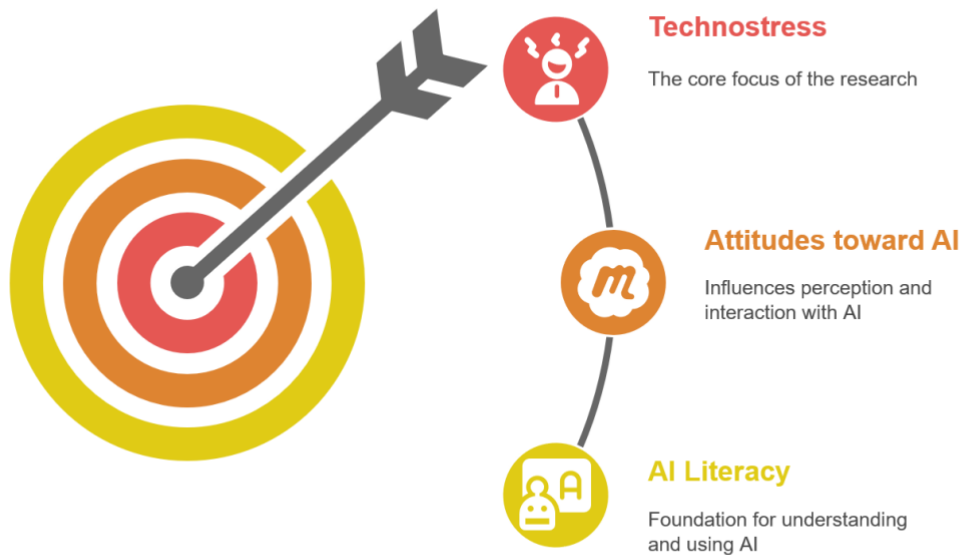 Technostress
The core focus of the research
Attitudes toward AI
Influences perception and
interaction with AI
m
A
AI Literacy
Foundation for understanding
and using AI